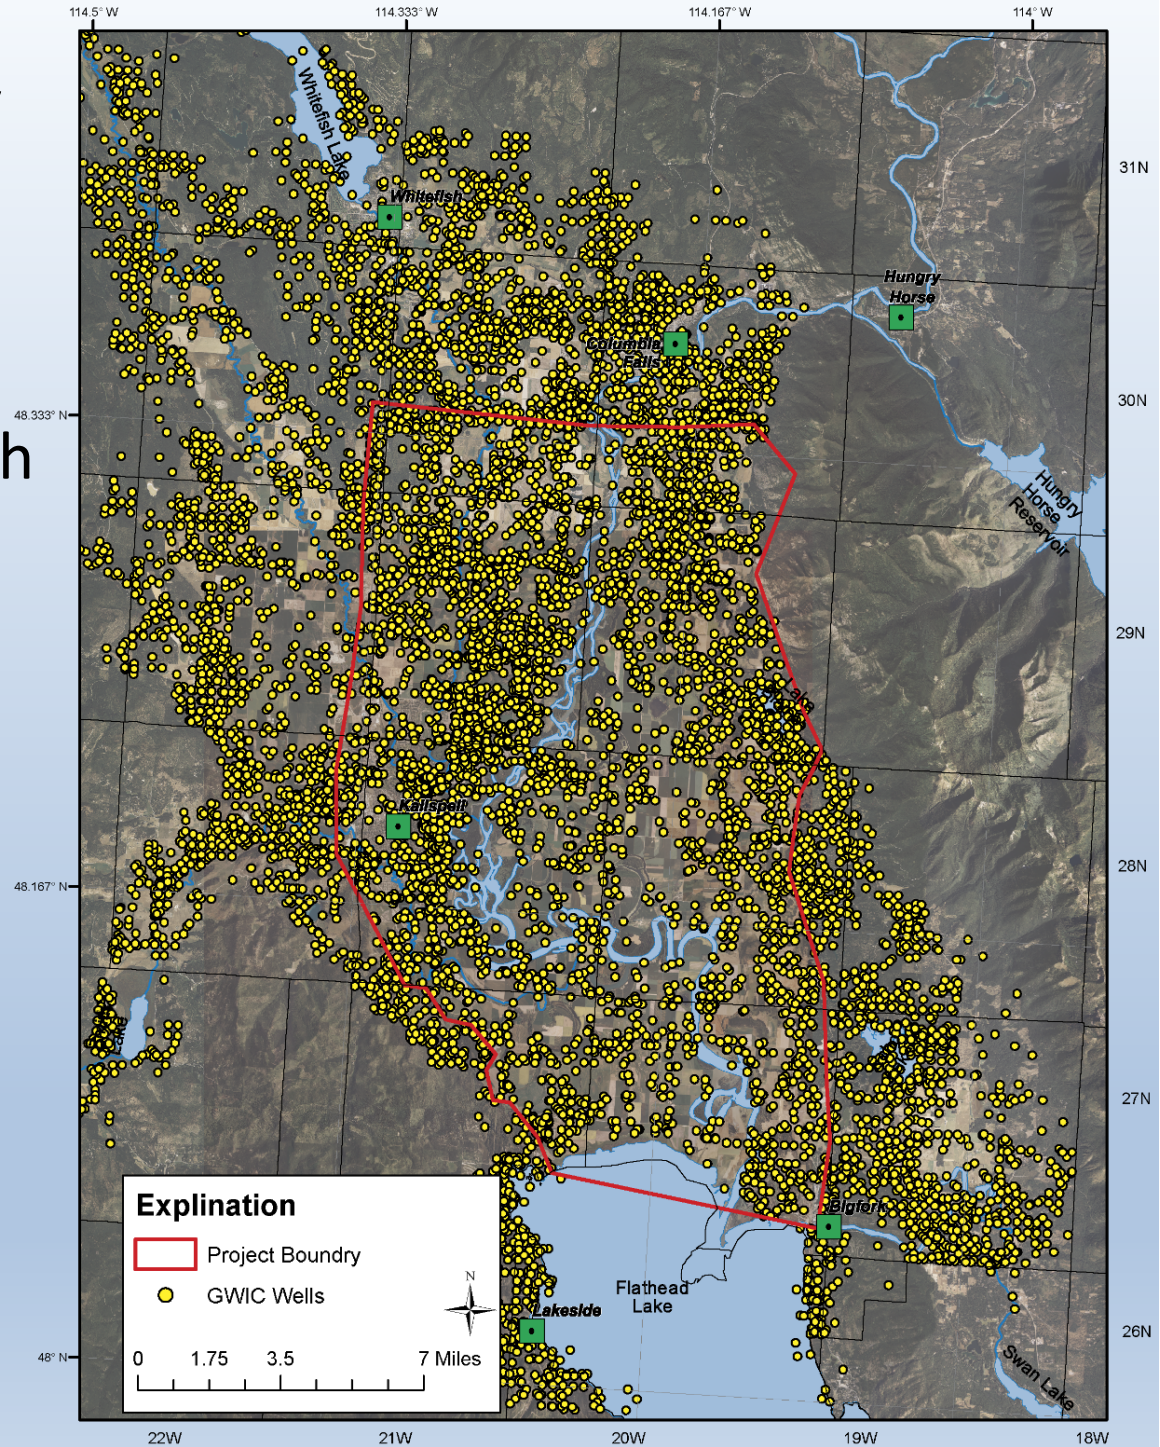 114.5° W
114.333° W
114.167° W
114° W
Whitefish Lake
31N
Whitefish
Hungry
Horse
Columbia
Falls
30N
48.333° N
h
Hungry
Horse
Reservoir
29N
Lake
Kalispell
48.167° N
28N
Lake
27N
Bigfork
Explination
Project Boundry
GWIC Wells
N
0 1.75 3.5 7 Miles
Flathead
Lake
Lakeside
26N
48° N
Swan Lake
22W
21W
20W
19W
18W